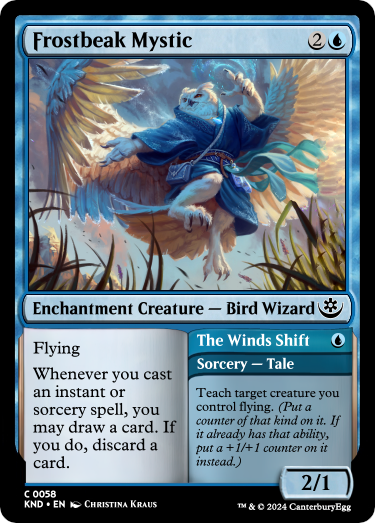 Frostbeak Mystic 2
Enchantment Creature — Bird Wizard
Flying
Whenever you cast
an instant or
sorcery spell, you
may draw a card. If
you do, discard a
card.
The Winds Shift
Sorcery — Tale
Teach target creature you
control flying. (Put a
counter of that kind on it. If
it already has that ability,
put a +1/+1 counter on it
instead.)
2/1
C 0058
KND • EN Christina Kraus
™ & © 2024 CanterburyEgg